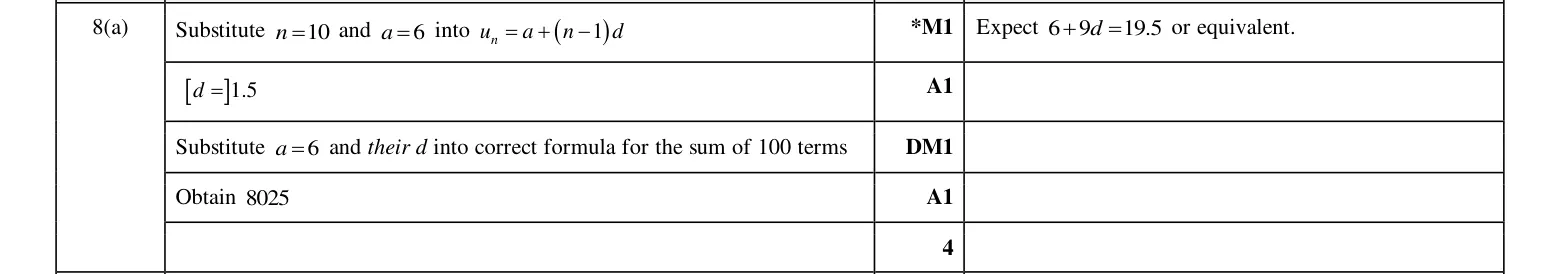 8(a) Substitute n=10 and a=6 into uₙ=a+(n−1)d *M1 Expect 6+9d=19.5 or equivalent.
[d=]1.5 A1
Substitute a=6 and their d into correct formula for the sum of 100 terms DM1
Obtain 8025 A1
4